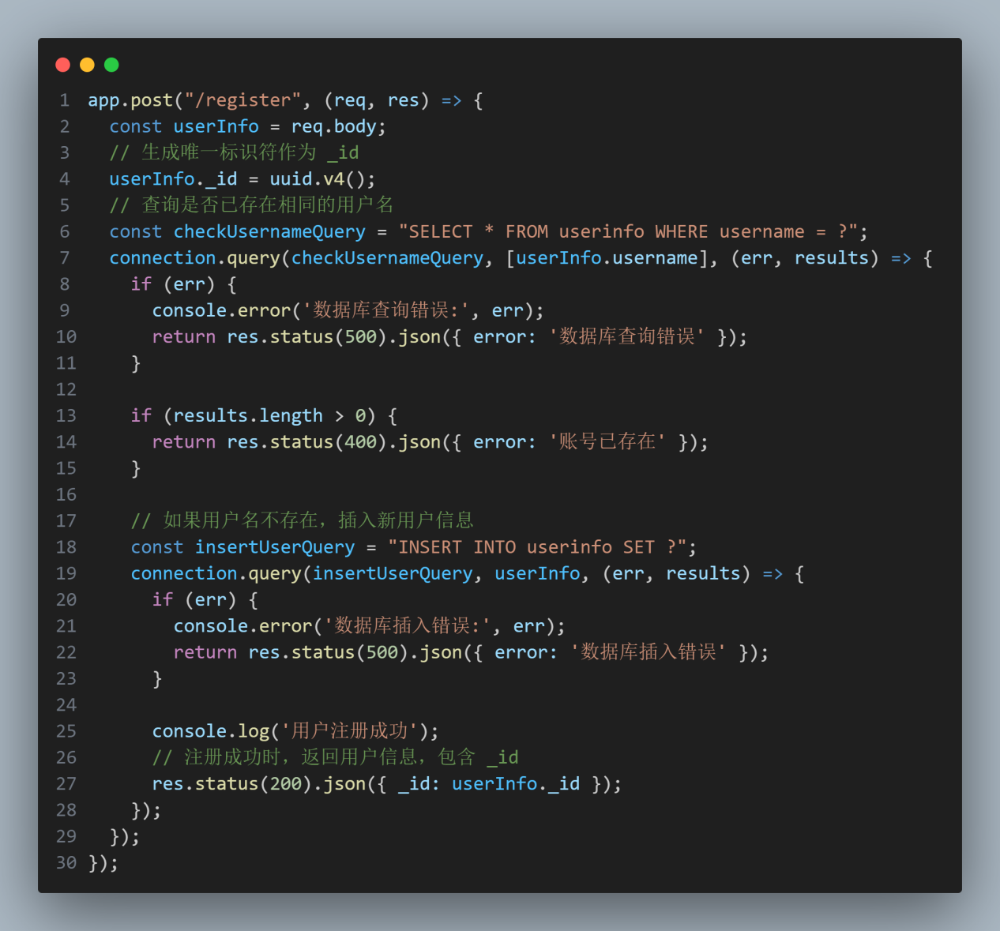 1 app.post("/register", (req, res) => {
2   const userInfo = req.body;
3   // 生成唯一标识符作为 _id
4   userInfo._id = uuid.v4();
5   // 查询是否已存在相同的用户名
6   const checkUsernameQuery = "SELECT * FROM userinfo WHERE username = ?";
7   connection.query(checkUsernameQuery, [userInfo.username], (err, results) => {
8     if (err) {
9       console.error('数据库查询错误:', err);
10       return res.status(500).json({ error: '数据库查询错误' });
11     }
12
13     if (results.length > 0) {
14       return res.status(400).json({ error: '账号已存在' });
15     }
16
17     // 如果用户名不存在，插入新用户信息
18     const insertUserQuery = "INSERT INTO userinfo SET ?";
19     connection.query(insertUserQuery, userInfo, (err, results) => {
20       if (err) {
21         console.error('数据库插入错误:', err);
22         return res.status(500).json({ error: '数据库插入错误' });
23       }
24
25       console.log('用户注册成功');
26       // 注册成功时，返回用户信息，包含 _id
27       res.status(200).json({ _id: userInfo._id });
28     });
29   });
30 });